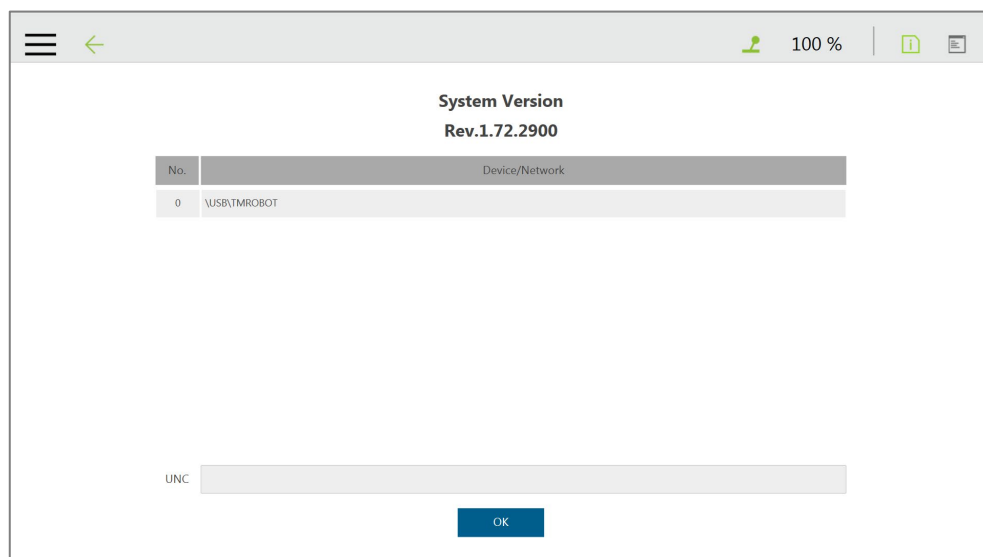 100 %
System Version
Rev.1.72.2900
No. Device/Network
0 \USB\TMROBOT
UNC
OK